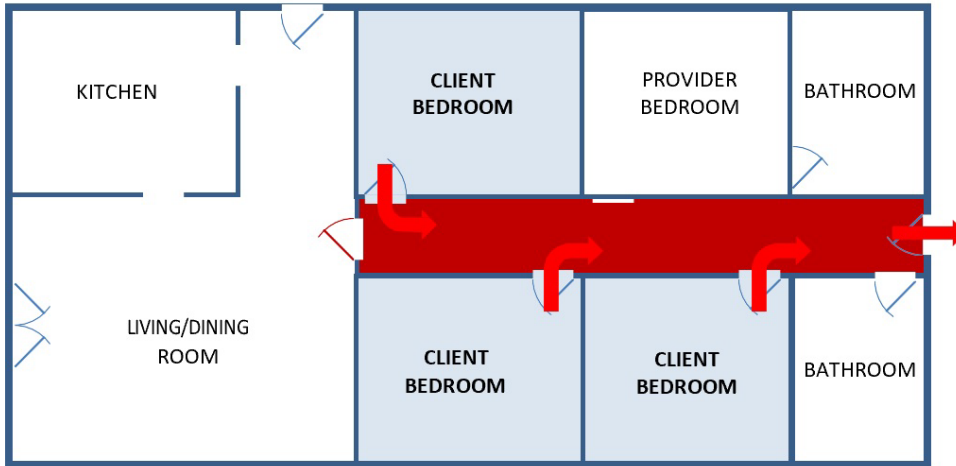 KITCHEN
CLIENT
BEDROOM
PROVIDER
BEDROOM
BATHROOM
LIVING/DINING
ROOM
CLIENT
BEDROOM
CLIENT
BEDROOM
BATHROOM